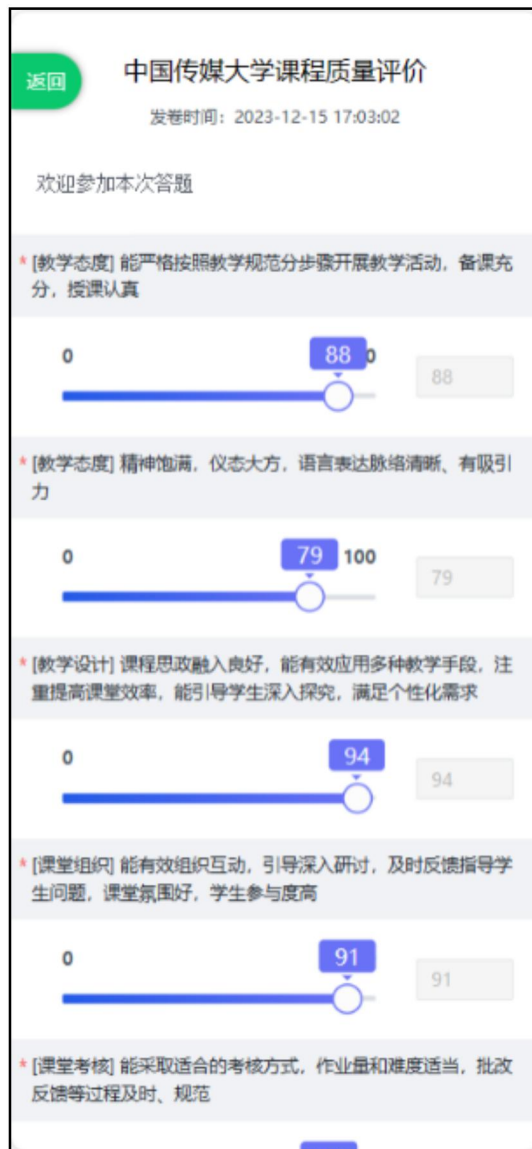 返回
中国传媒大学课程质量评价
发卷时间：2023-12-15 17:03:02
欢迎参加本次答题
* [教学态度] 能严格按照教学规范分步骤开展教学活动，备课充
分，授课认真
0 88 0
88
* [教学态度] 精神饱满，仪态大方，语言表达脉络清晰、有吸引
力
0 79 100
79
* [教学设计] 课程思政融入良好，能有效应用多种教学手段，注
重提高课堂效率，能引导学生深入探究，满足个性化需求
0 94
94
* [课堂组织] 能有效组织互动，引导深入研讨，及时反馈指导学
生问题，课堂氛围好，学生参与度高
0 91
91
* [课堂考核] 能采取适合的考核方式，作业量和难度适当，批改
反馈等过程及时、规范